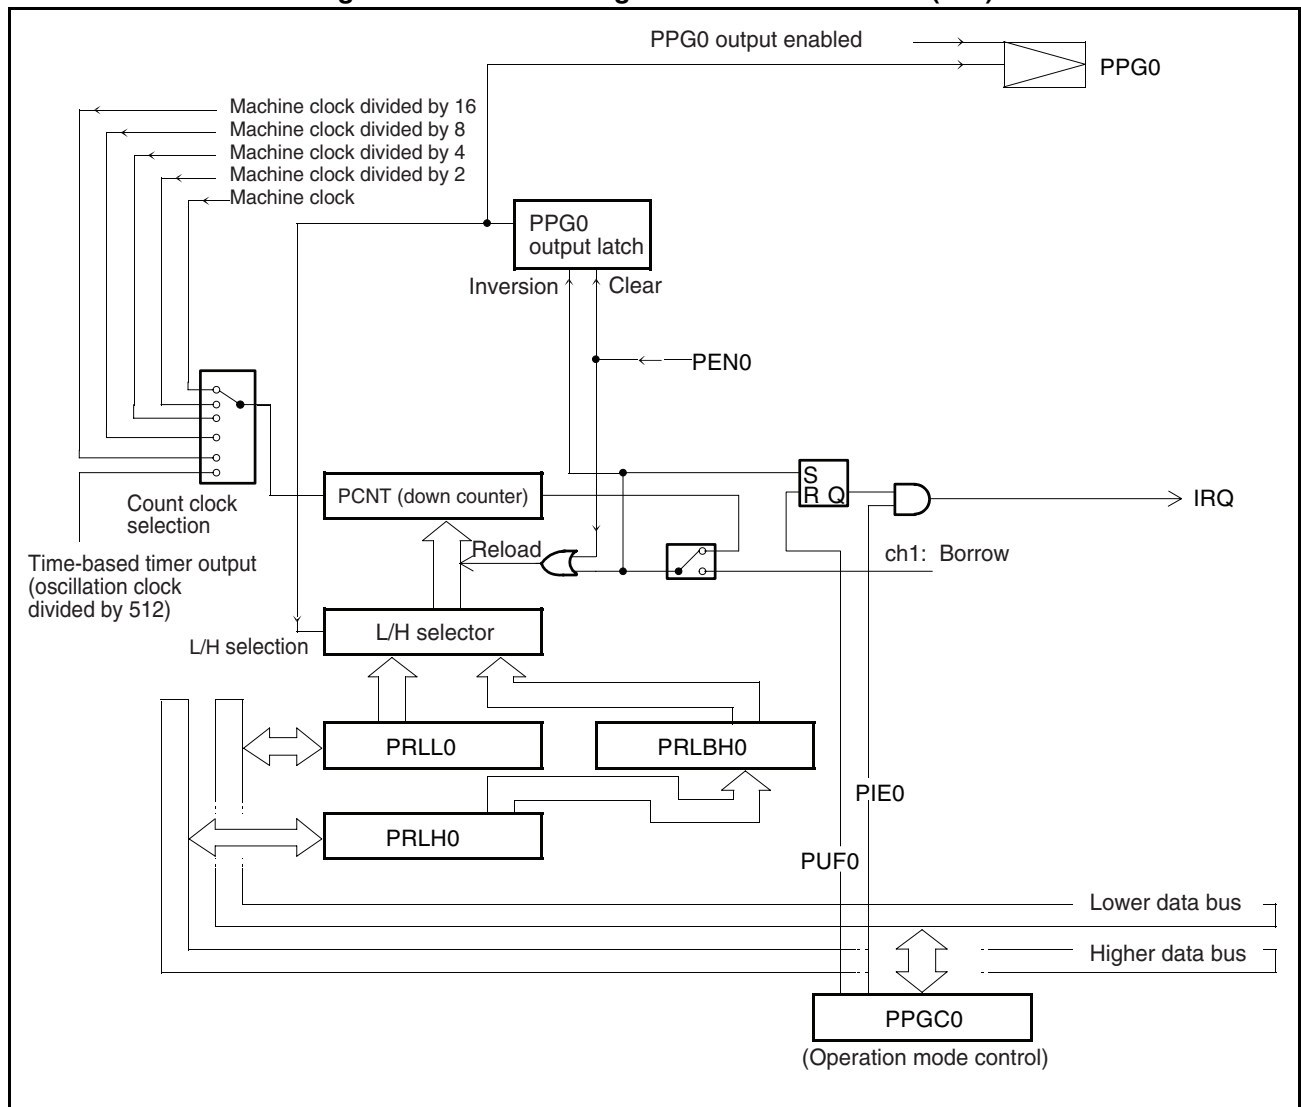 PPG0 output enabled
PPG0
Machine clock divided by 16
Machine clock divided by 8
Machine clock divided by 4
Machine clock divided by 2
Machine clock
PPG0
output latch
Inversion
Clear
PEN0
Count clock
selection
PCNT (down counter)
S
R Q
IRQ
Reload
ch1: Borrow
Time-based timer output
(oscillation clock
divided by 512)
L/H selection
L/H selector
PRLL0
PRLBH0
PRLH0
PIE0
PUF0
Lower data bus
Higher data bus
PPGC0
(Operation mode control)